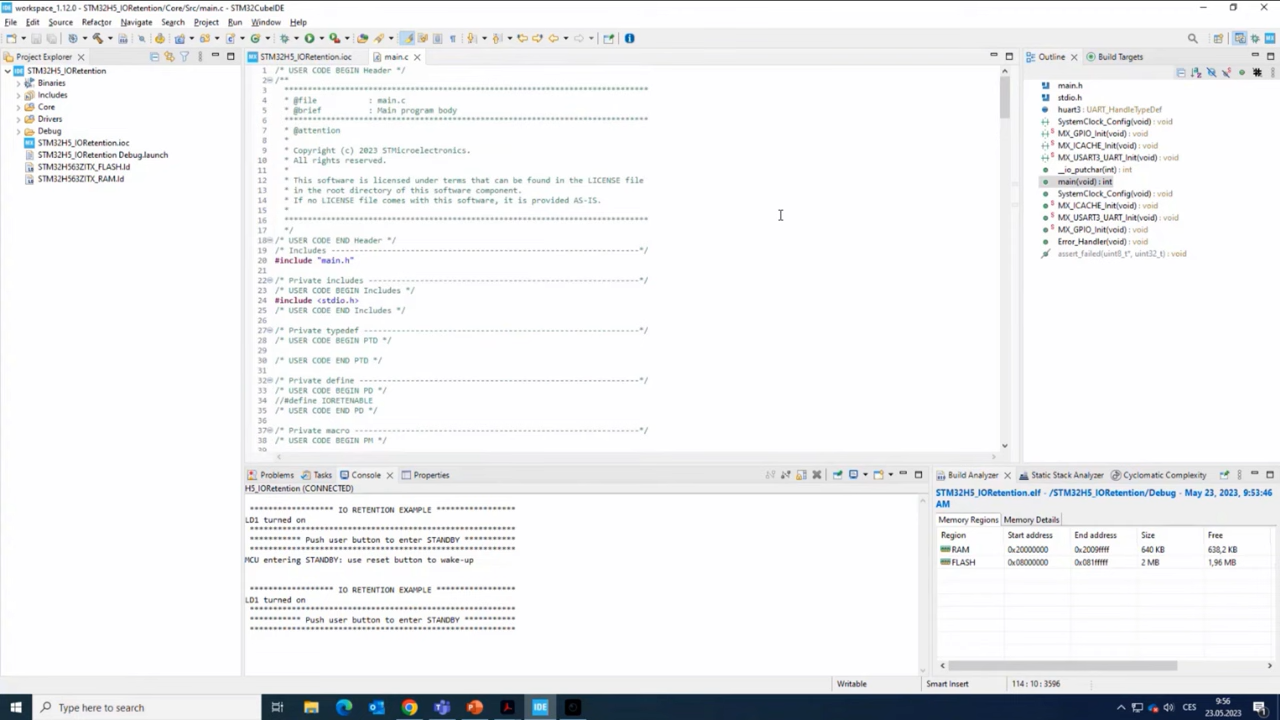 workspace_1.12.0 - STM32H5_IORetention/Core/Src/main.c - STM32CubeIDE
File Edit Source Refactor Navigate Search Project Run Window Help
Project Explorer
STM32H5_IORetention
Binaries
Includes
Core
Drivers
Debug
STM32H5_IORetention.ioc
STM32H5_IORetention Debug.launch
STM32H563ZITX_FLASH.ld
STM32H563ZITX_RAM.ld
STM32H5_IORetention.ioc main.c
1 /* USER CODE BEGIN Header */
2 /**
3 ******************************************************************************
4 * @file : main.c
5 * @brief : Main program body
6 ******************************************************************************
7 * @attention
8 *
9 * Copyright (c) 2023 STMicroelectronics.
10 * All rights reserved.
11 *
12 * This software is licensed under terms that can be found in the LICENSE file
13 * in the root directory of this software component.
14 * If no LICENSE file comes with this software, it is provided AS-IS.
15 *
16 ******************************************************************************
17 */
18 /* USER CODE END Header */
19 /* Includes ------------------------------------------------------------------*/
20 #include "main.h"
21
22 /* Private includes ----------------------------------------------------------*/
23 /* USER CODE BEGIN Includes */
24 #include <stdio.h>
25 /* USER CODE END Includes */
26
27 /* Private typedef -----------------------------------------------------------*/
28 /* USER CODE BEGIN PTD */
29
30 /* USER CODE END PTD */
31
32 /* Private define ------------------------------------------------------------*/
33 /* USER CODE BEGIN PD */
34 //#define IORETENABLE
35 /* USER CODE END PD */
36
37 /* Private macro -------------------------------------------------------------*/
38 /* USER CODE BEGIN PM */
39
Outline Build Targets
main.h
stdio.h
huart3 : UART_HandleTypeDef
SystemClock_Config(void) : void
MX_GPIO_Init(void) : void
MX_ICACHE_Init(void) : void
MX_USART3_UART_Init(void) : void
__io_putchar(int) : int
main(void) : int
SystemClock_Config(void) : void
MX_ICACHE_Init(void) : void
MX_USART3_UART_Init(void) : void
MX_GPIO_Init(void) : void
Error_Handler(void) : void
assert_failed(uint8_t*, uint32_t) : void
Problems Tasks Console Properties
H5_IORetention (CONNECTED)
****************** IO RETENTION EXAMPLE *****************
LD1 turned on
*********************************************************
*********** Push user button to enter STANDBY ***********
*********************************************************
MCU entering STANDBY: use reset button to wake-up
****************** IO RETENTION EXAMPLE *****************
LD1 turned on
*********************************************************
*********** Push user button to enter STANDBY ***********
*********************************************************
Build Analyzer Static Stack Analyzer Cyclomatic Complexity
STM32H5_IORetention.elf - /STM32H5_IORetention/Debug - May 23, 2023, 9:53:46 AM
Memory Regions Memory Details
Region Start address End address Size Free
RAM 0x20000000 0x2009ffff 640 KB 638,2 KB
FLASH 0x08000000 0x081fffff 2 MB 1,96 MB
Writable Smart Insert 114 : 10 : 3596
Type here to search
CES 9:56
23.05.2023